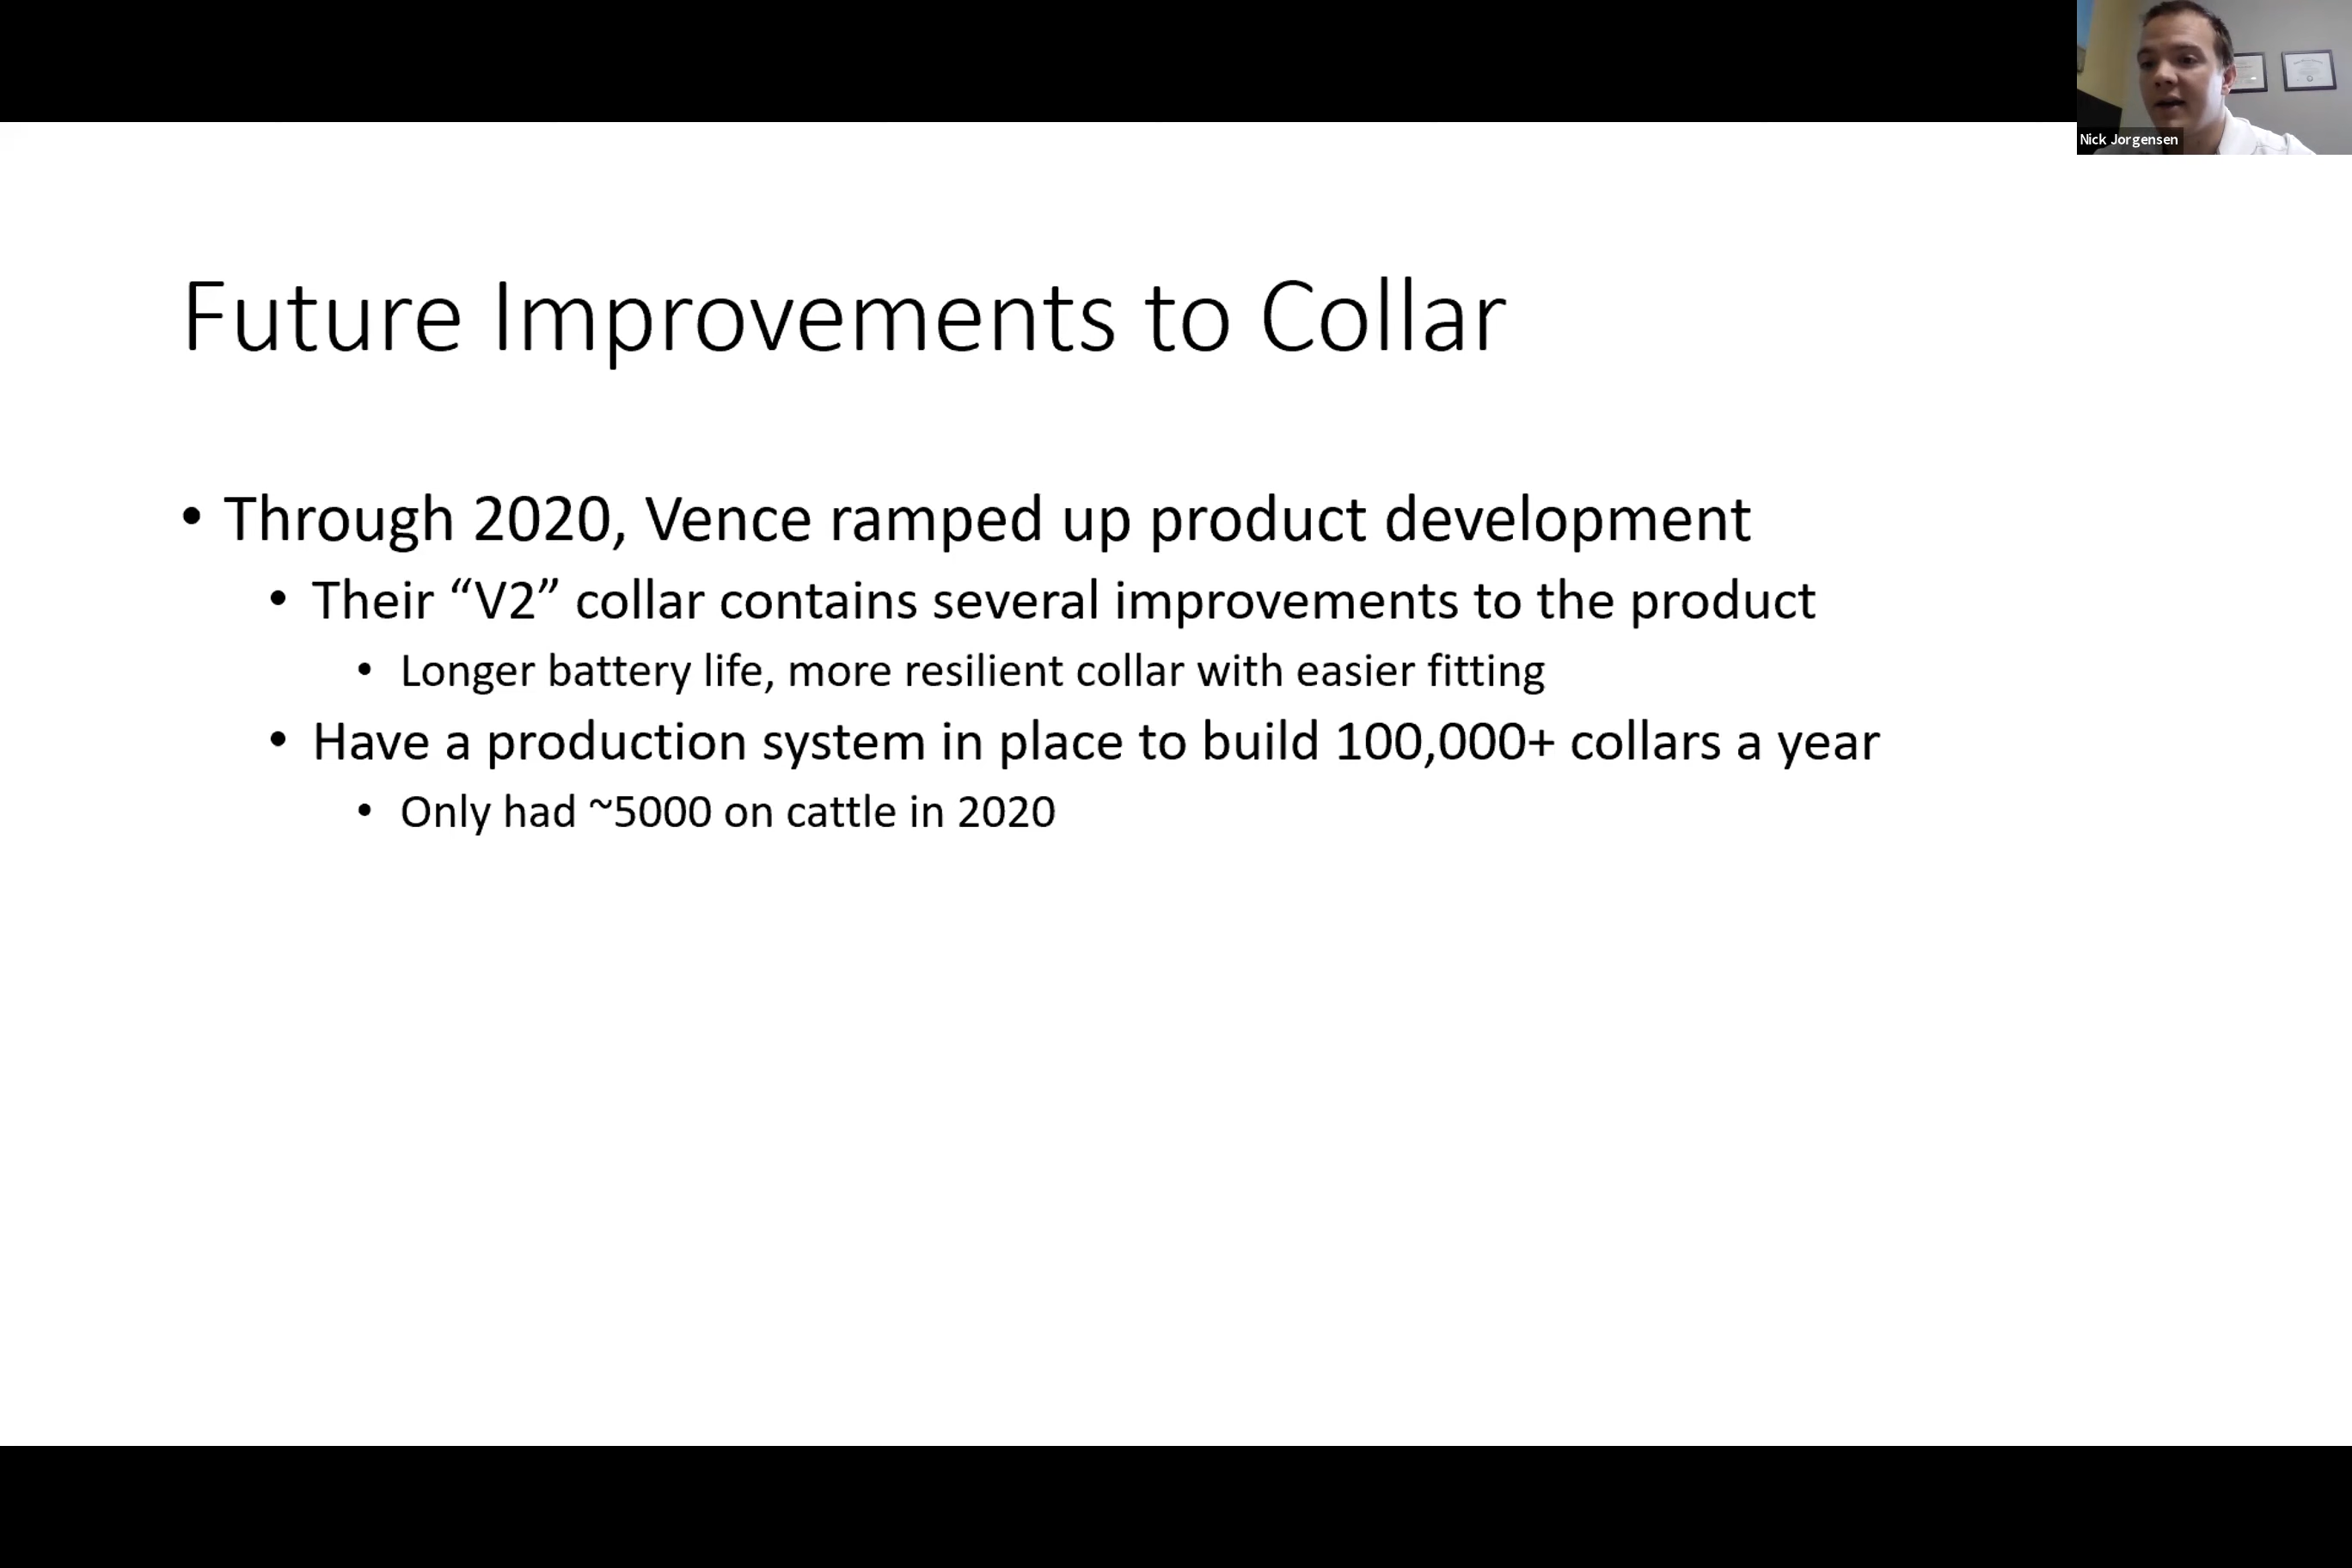 Nick Jorgensen
Future Improvements to Collar
• Through 2020, Vence ramped up product development
• Their “V2” collar contains several improvements to the product
• Longer battery life, more resilient collar with easier fitting
• Have a production system in place to build 100,000+ collars a year
• Only had ~5000 on cattle in 2020